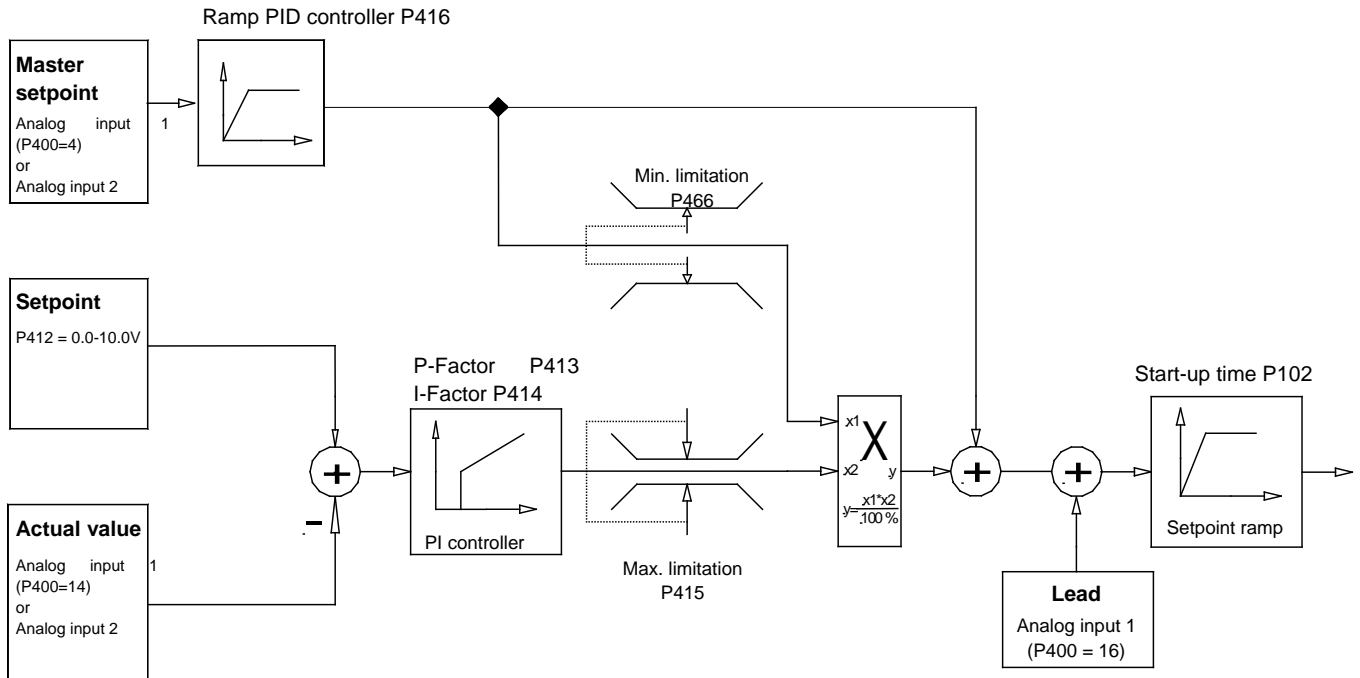 Ramp PID controller P416
Master
setpoint
Analog input 1
(P400=4)
or
Analog input 2
Min. limitation
P466
Setpoint
P412 = 0.0-10.0V
P-Factor P413
I-Factor P414
PI controller
Max. limitation
P415
x1
x2
X
y
y=x1*x2
100 %
+
-
+
+
Start-up time P102
Setpoint ramp
Actual value
Analog input 1
(P400=14)
or
Analog input 2
Lead
Analog input 1
(P400 = 16)